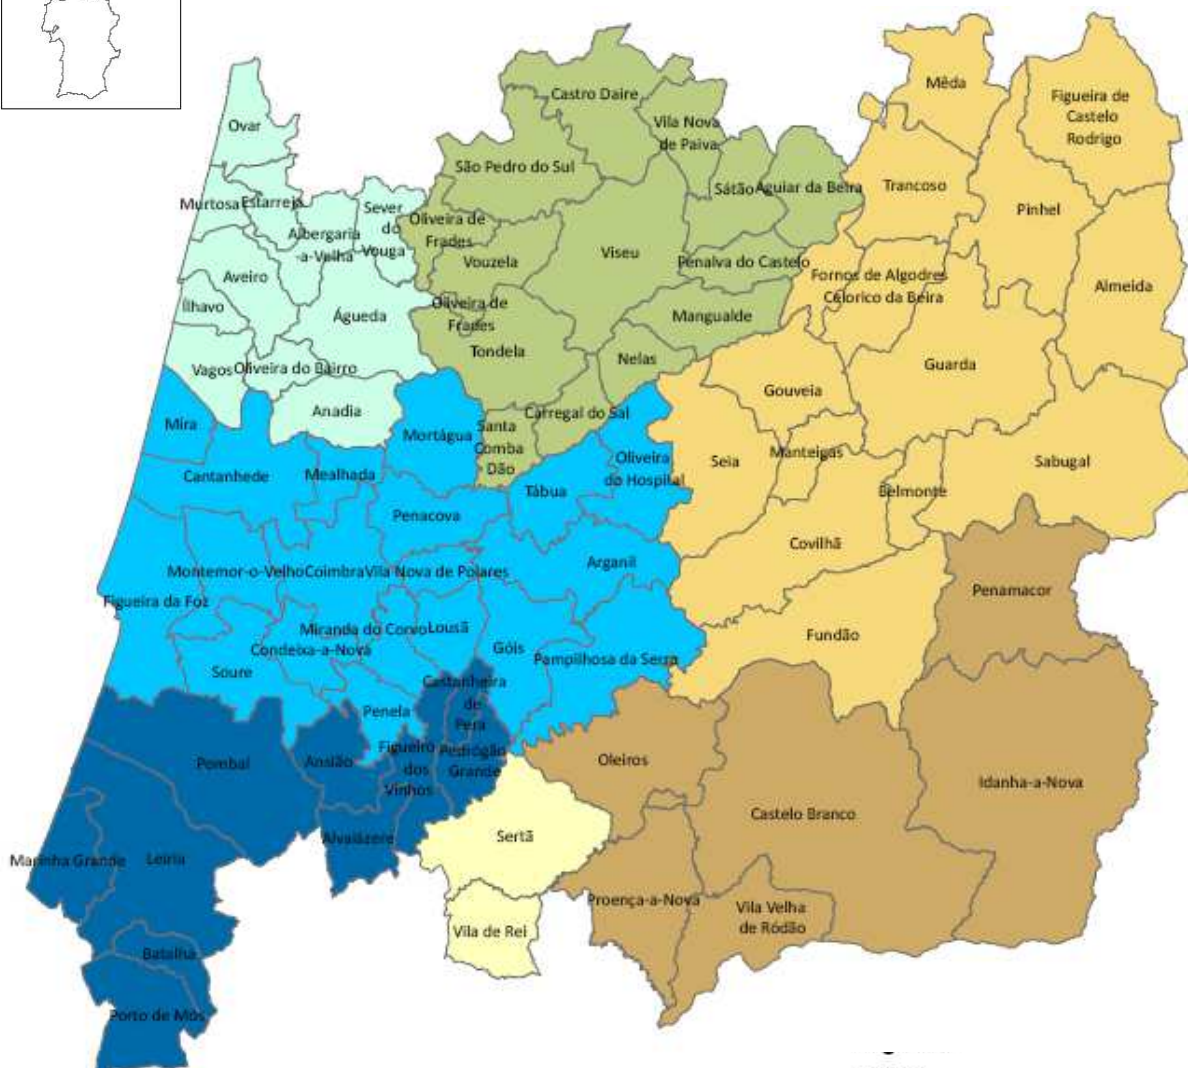 Mêda
Figueira de
Castelo
Rodrigo
Castro Daire
Vila Nova
de Paiva
Ovar
São Pedro do Sul
Sátão
Aguiar da Beira
Trancoso
Pinhel
Murtosa
Estarreja
Sever
do
Vouga
Albergaria
-a-Velha
Oliveira de
Frades
Vouzela
Viseu
Penalva do Castelo
Fornos de Algodres
Celorico da Beira
Almeida
Aveiro
Ílhavo
Águeda
Oliveira de
Frades
Tondela
Mangualde
Nelas
Guarda
Vagos
Oliveira do Bairro
Gouveia
Anadia
Mira
Mortágua
Santa
Comba
Dão
Carregal do Sal
Oliveira
do Hospital
Seia
Manteigas
Sabugal
Cantanhede
Mealhada
Tábua
Belmonte
Penacova
Covilhã
Montemor-o-Velho
Coimbra
Vila Nova de Poiares
Arganil
Penamacor
Figueira da Foz
Miranda do Corvo
Lousã
Condeixa-a-Nova
Góis
Fundão
Soure
Pampilhosa da Serra
Castanheira
de
Pera
Penela
Pombal
Ansião
Figueiró
dos
Vinhos
Pedrógão
Grande
Oleiros
Idanha-a-Nova
Castelo Branco
Sertã
Alvaiázere
Marinha Grande
Leiria
Proença-a-Nova
Vila Velha
de Ródão
Vila de Rei
Batalha
Porto de Mós